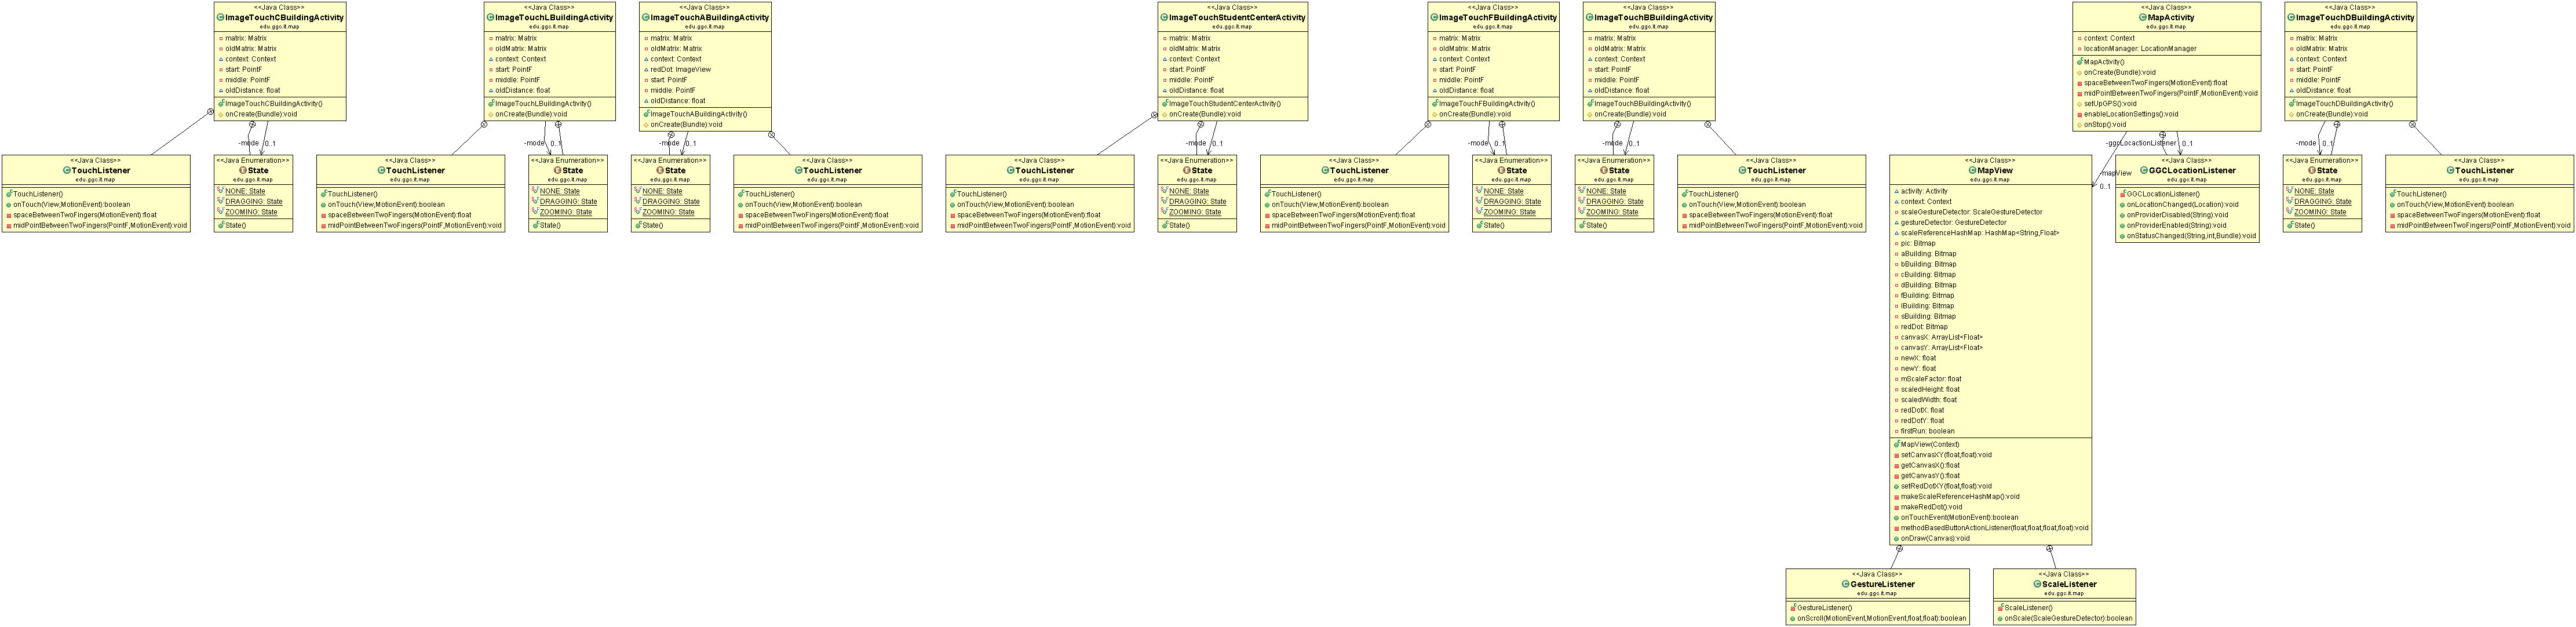 <<Java Class>>
ImageTouchCBuildingActivity
edu.ggc.it.map
matrix: Matrix
oldMatrix: Matrix
context: Context
start: PointF
middle: PointF
oldDistance: float
ImageTouchCBuildingActivity()
onCreate(Bundle):void
<<Java Class>>
ImageTouchLBuildingActivity
edu.ggc.it.map
matrix: Matrix
oldMatrix: Matrix
context: Context
start: PointF
middle: PointF
oldDistance: float
ImageTouchLBuildingActivity()
onCreate(Bundle):void
<<Java Class>>
ImageTouchABuildingActivity
edu.ggc.it.map
matrix: Matrix
oldMatrix: Matrix
context: Context
redDot: ImageView
start: PointF
middle: PointF
oldDistance: float
ImageTouchABuildingActivity()
onCreate(Bundle):void
<<Java Class>>
ImageTouchStudentCenterActivity
edu.ggc.it.map
matrix: Matrix
oldMatrix: Matrix
context: Context
start: PointF
middle: PointF
oldDistance: float
ImageTouchStudentCenterActivity()
onCreate(Bundle):void
<<Java Class>>
ImageTouchFBuildingActivity
edu.ggc.it.map
matrix: Matrix
oldMatrix: Matrix
context: Context
start: PointF
middle: PointF
oldDistance: float
ImageTouchFBuildingActivity()
onCreate(Bundle):void
<<Java Class>>
ImageTouchBBuildingActivity
edu.ggc.it.map
matrix: Matrix
oldMatrix: Matrix
context: Context
start: PointF
middle: PointF
oldDistance: float
ImageTouchBBuildingActivity()
onCreate(Bundle):void
<<Java Class>>
MapActivity
edu.ggc.it.map
context: Context
locationManager: LocationManager
MapActivity()
onCreate(Bundle):void
spaceBetweenTwoFingers(MotionEvent):float
midPointBetweenTwoFingers(PointF,MotionEvent):void
setUpGPS():void
enableLocationSettings():void
onStop():void
<<Java Class>>
ImageTouchDBuildingActivity
edu.ggc.it.map
matrix: Matrix
oldMatrix: Matrix
context: Context
start: PointF
middle: PointF
oldDistance: float
ImageTouchDBuildingActivity()
onCreate(Bundle):void
-mode 0..1
-mode 0..1
-mode 0..1
-mode 0..1
-mode 0..1
-mode 0..1
-ggcLocactionListener 0..1
-mapView
0..1
-mode 0..1
<<Java Class>>
TouchListener
edu.ggc.it.map
TouchListener()
onTouch(View,MotionEvent):boolean
spaceBetweenTwoFingers(MotionEvent):float
midPointBetweenTwoFingers(PointF,MotionEvent):void
<<Java Enumeration>>
State
edu.ggc.it.map
NONE: State
DRAGGING: State
ZOOMING: State
State()
<<Java Class>>
TouchListener
edu.ggc.it.map
TouchListener()
onTouch(View,MotionEvent):boolean
spaceBetweenTwoFingers(MotionEvent):float
midPointBetweenTwoFingers(PointF,MotionEvent):void
<<Java Enumeration>>
State
edu.ggc.it.map
NONE: State
DRAGGING: State
ZOOMING: State
State()
<<Java Enumeration>>
State
edu.ggc.it.map
NONE: State
DRAGGING: State
ZOOMING: State
State()
<<Java Class>>
TouchListener
edu.ggc.it.map
TouchListener()
onTouch(View,MotionEvent):boolean
spaceBetweenTwoFingers(MotionEvent):float
midPointBetweenTwoFingers(PointF,MotionEvent):void
<<Java Class>>
TouchListener
edu.ggc.it.map
TouchListener()
onTouch(View,MotionEvent):boolean
spaceBetweenTwoFingers(MotionEvent):float
midPointBetweenTwoFingers(PointF,MotionEvent):void
<<Java Enumeration>>
State
edu.ggc.it.map
NONE: State
DRAGGING: State
ZOOMING: State
State()
<<Java Class>>
TouchListener
edu.ggc.it.map
TouchListener()
onTouch(View,MotionEvent):boolean
spaceBetweenTwoFingers(MotionEvent):float
midPointBetweenTwoFingers(PointF,MotionEvent):void
<<Java Enumeration>>
State
edu.ggc.it.map
NONE: State
DRAGGING: State
ZOOMING: State
State()
<<Java Enumeration>>
State
edu.ggc.it.map
NONE: State
DRAGGING: State
ZOOMING: State
State()
<<Java Class>>
TouchListener
edu.ggc.it.map
TouchListener()
onTouch(View,MotionEvent):boolean
spaceBetweenTwoFingers(MotionEvent):float
midPointBetweenTwoFingers(PointF,MotionEvent):void
<<Java Class>>
MapView
edu.ggc.it.map
activity: Activity
context: Context
scaleGestureDetector: ScaleGestureDetector
gestureDetector: GestureDetector
scaleReferenceHashMap: HashMap<String,Float>
pic: Bitmap
aBuilding: Bitmap
bBuilding: Bitmap
cBuilding: Bitmap
dBuilding: Bitmap
fBuilding: Bitmap
lBuilding: Bitmap
sBuilding: Bitmap
redDot: Bitmap
canvasX: ArrayList<Float>
canvasY: ArrayList<Float>
newX: float
newY: float
mScaleFactor: float
scaledHeight: float
scaledWidth: float
redDotX: float
redDotY: float
firstRun: boolean
MapView(Context)
setCanvasXY(float,float):void
getCanvasX():float
getCanvasY():float
setRedDotXY(float,float):void
makeScaleReferenceHashMap():void
makeRedDot():void
onTouchEvent(MotionEvent):boolean
methodBasedButtonActionListener(float,float,float,float):void
onDraw(Canvas):void
<<Java Class>>
GGCLocationListener
edu.ggc.it.map
GGCLocationListener()
onLocationChanged(Location):void
onProviderDisabled(String):void
onProviderEnabled(String):void
onStatusChanged(String,int,Bundle):void
<<Java Enumeration>>
State
edu.ggc.it.map
NONE: State
DRAGGING: State
ZOOMING: State
State()
<<Java Class>>
TouchListener
edu.ggc.it.map
TouchListener()
onTouch(View,MotionEvent):boolean
spaceBetweenTwoFingers(MotionEvent):float
midPointBetweenTwoFingers(PointF,MotionEvent):void
<<Java Class>>
GestureListener
edu.ggc.it.map
GestureListener()
onScroll(MotionEvent,MotionEvent,float,float):boolean
<<Java Class>>
ScaleListener
edu.ggc.it.map
ScaleListener()
onScale(ScaleGestureDetector):boolean